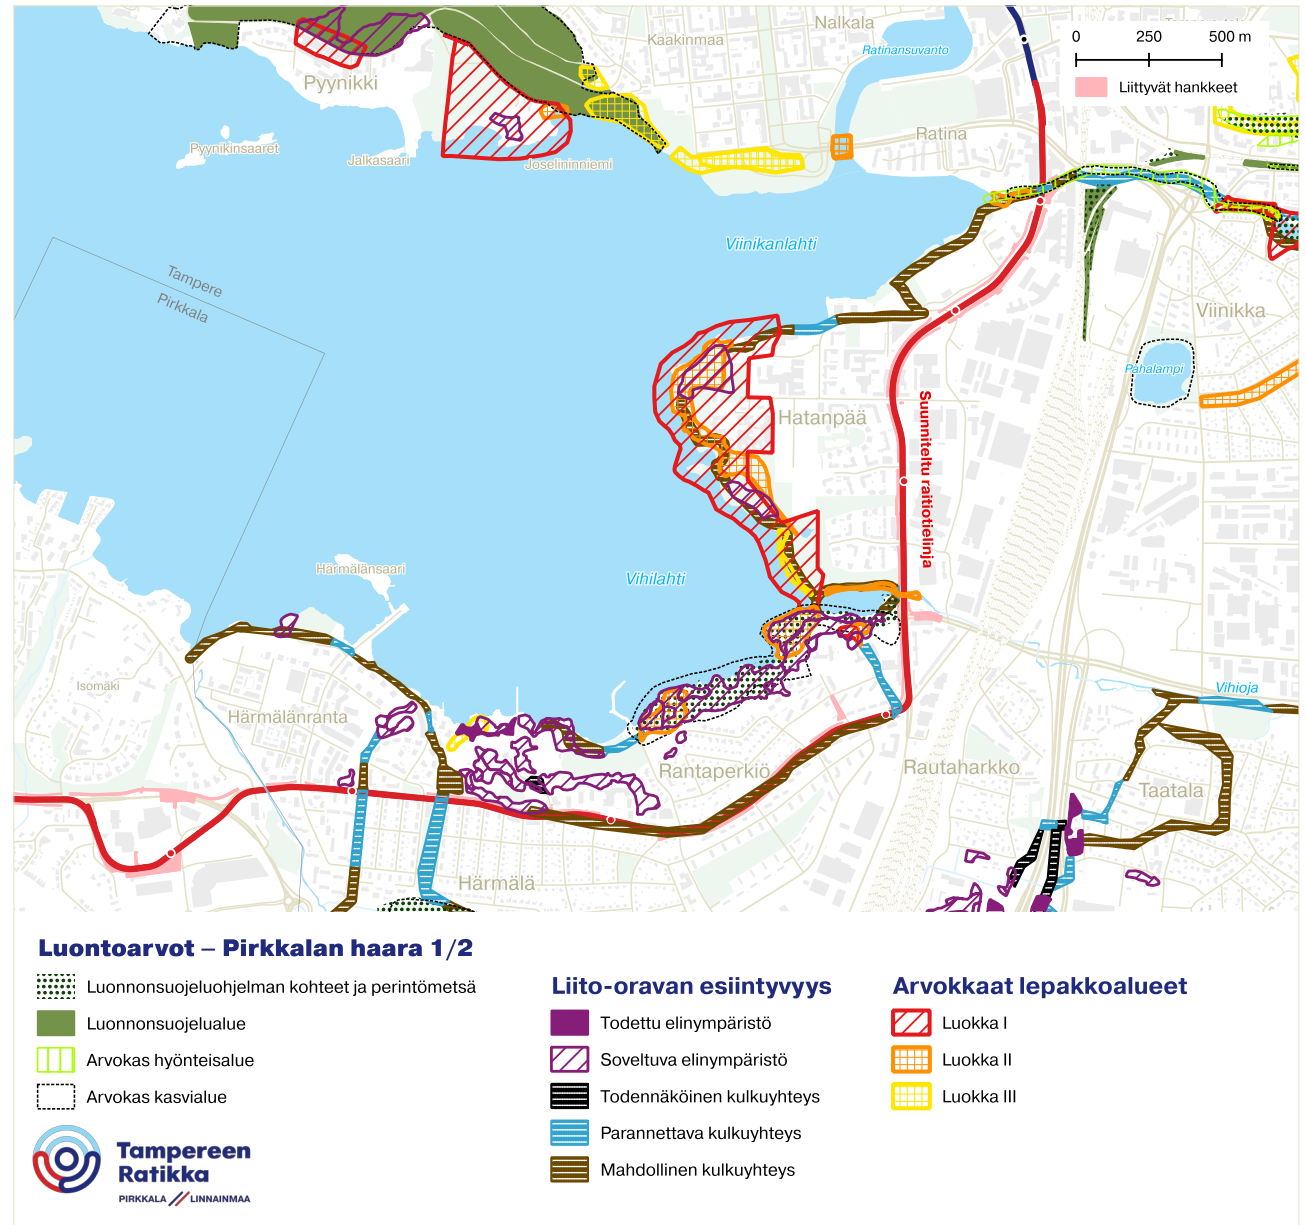 Nalkala
Kaakinmaa
Ratinansuvanto
0 250 500 m
Liittyvät hankkeet
Pyynikki
Ratina
Pyynikinsaaret
Jalkasaari
Joselininniemi
Viinikanlahti
Tampere
Pirkkala
Viinikka
Pahalampi
Hatanpää
Suunniteltu raitiotielinja
Härmälänsaari
Vihilahti
Isomäki
Vihioja
Härmälänranta
Rantaperkiö
Rautaharkko
Taatala
Härmälä
Luontoarvot – Pirkkalan haara 1/2
Luonnonsuojeluohjelman kohteet ja perintömetsä
Luonnonsuojelualue
Arvokas hyönteisalue
Arvokas kasvialue
Liito-oravan esiintyvyys
Todettu elinympäristö
Soveltuva elinympäristö
Todennäköinen kulkuyhteys
Parannettava kulkuyhteys
Mahdollinen kulkuyhteys
Arvokkaat lepakkoalueet
Luokka I
Luokka II
Luokka III
Tampereen
Ratikka
PIRKKALA // LINNAINMAA